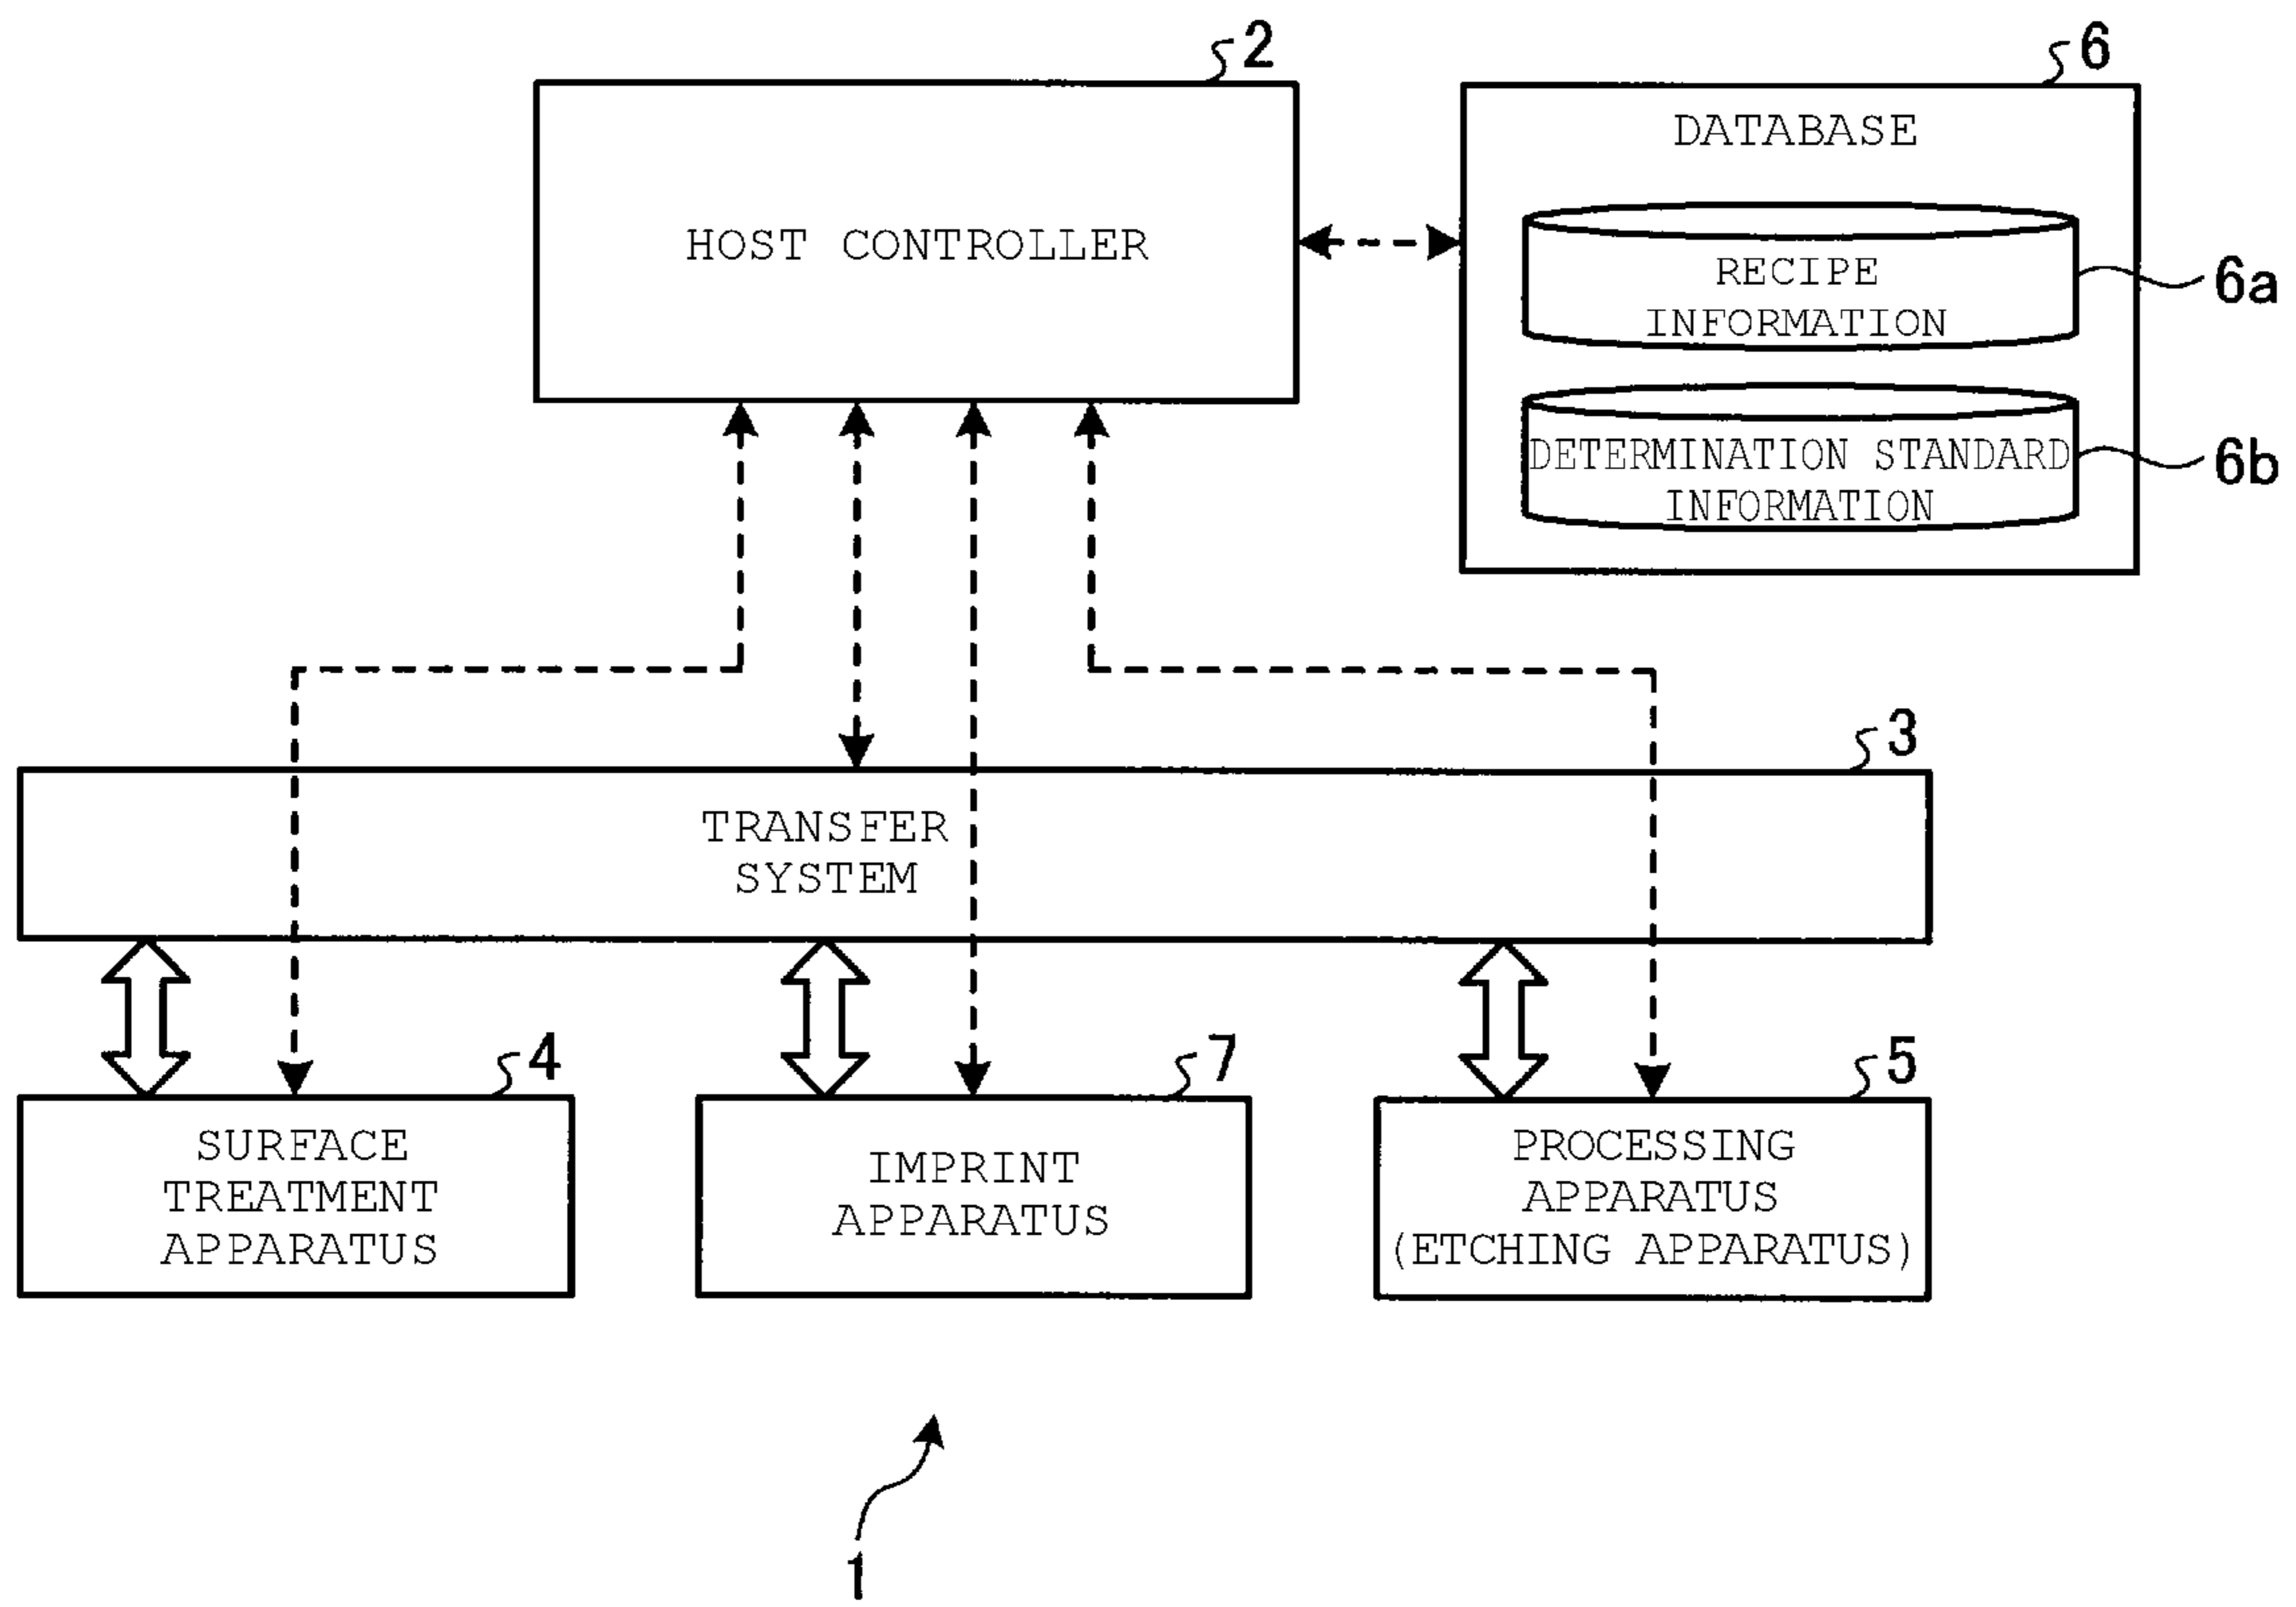 2
6
DATABASE
HOST CONTROLLER
RECIPE
INFORMATION
6a
DETERMINATION STANDARD
INFORMATION
6b
3
TRANSFER
SYSTEM
4
7
5
SURFACE
TREATMENT
APPARATUS
IMPRINT
APPARATUS
PROCESSING
APPARATUS
(ETCHING APPARATUS)
1